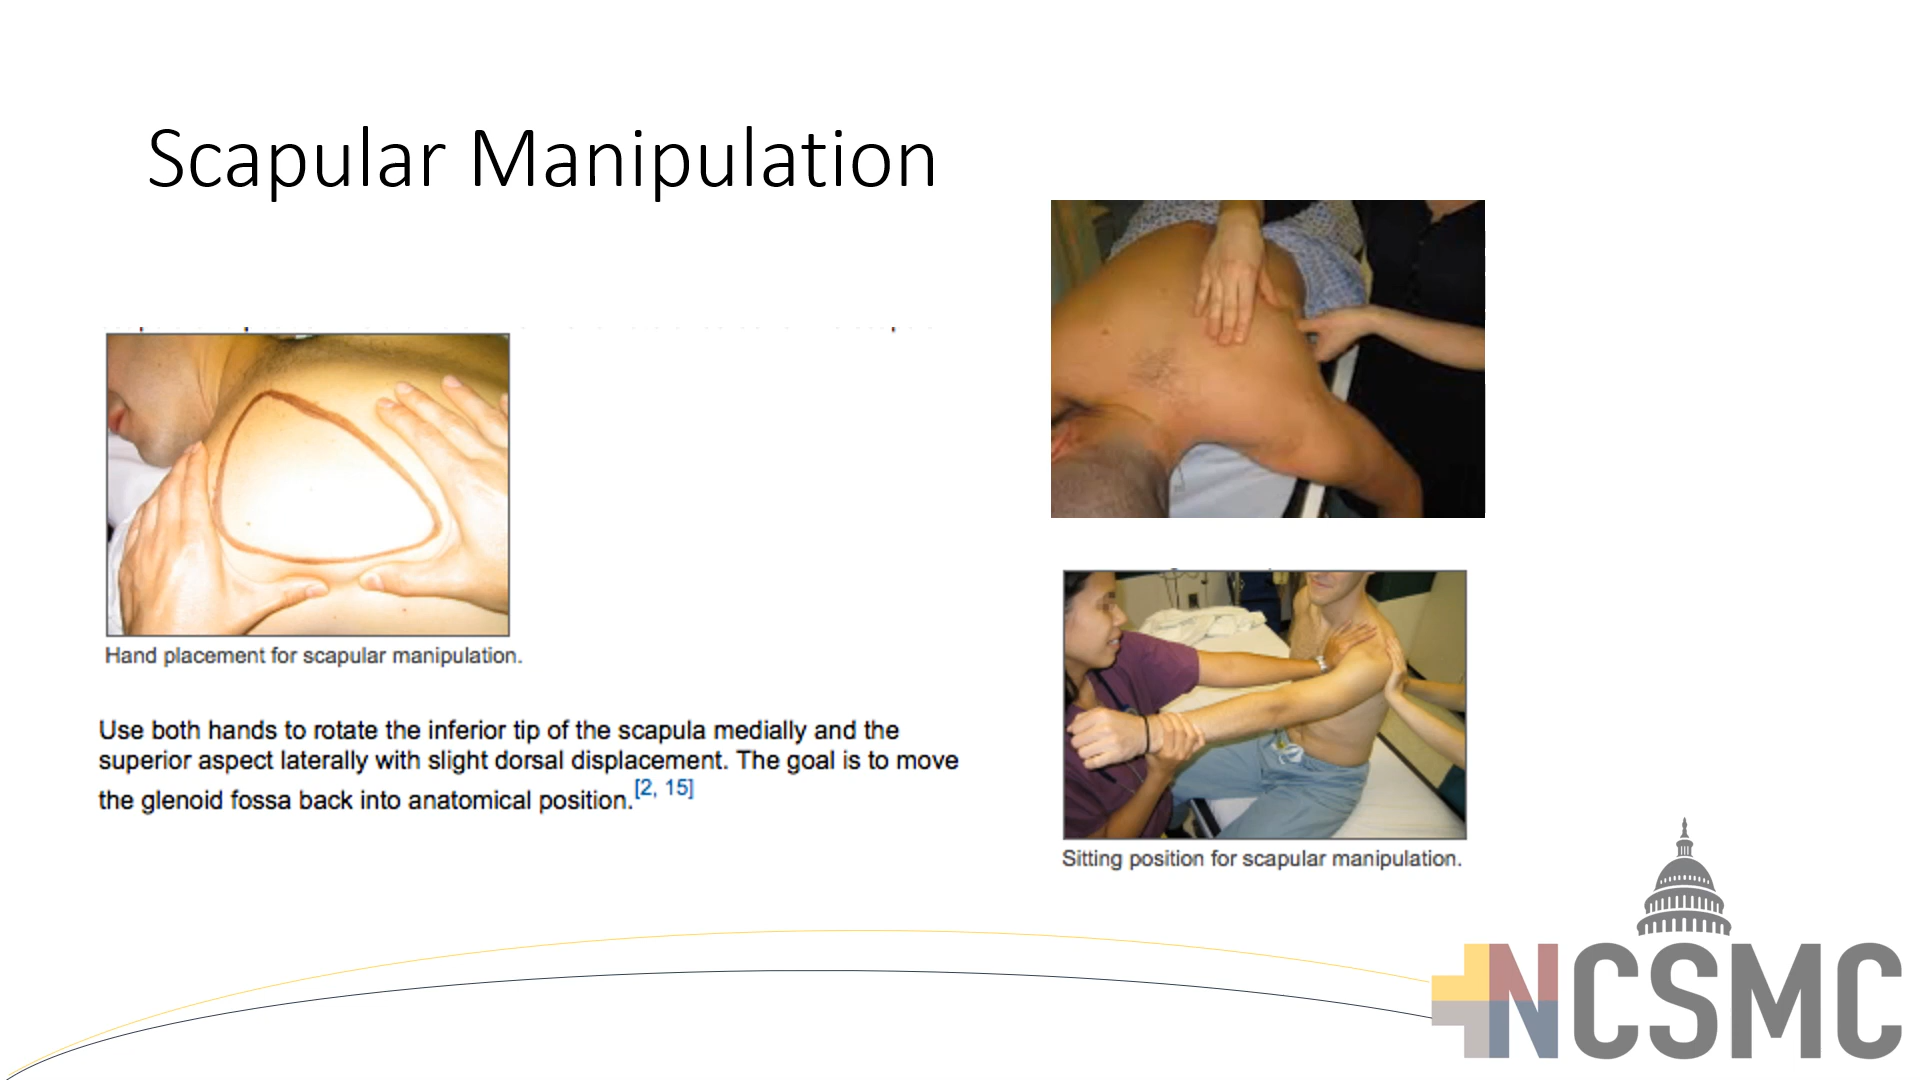 Scapular Manipulation
Hand placement for scapular manipulation.
Use both hands to rotate the inferior tip of the scapula medially and the
superior aspect laterally with slight dorsal displacement. The goal is to move
the glenoid fossa back into anatomical position.[2, 15]
Sitting position for scapular manipulation.
NCSMC